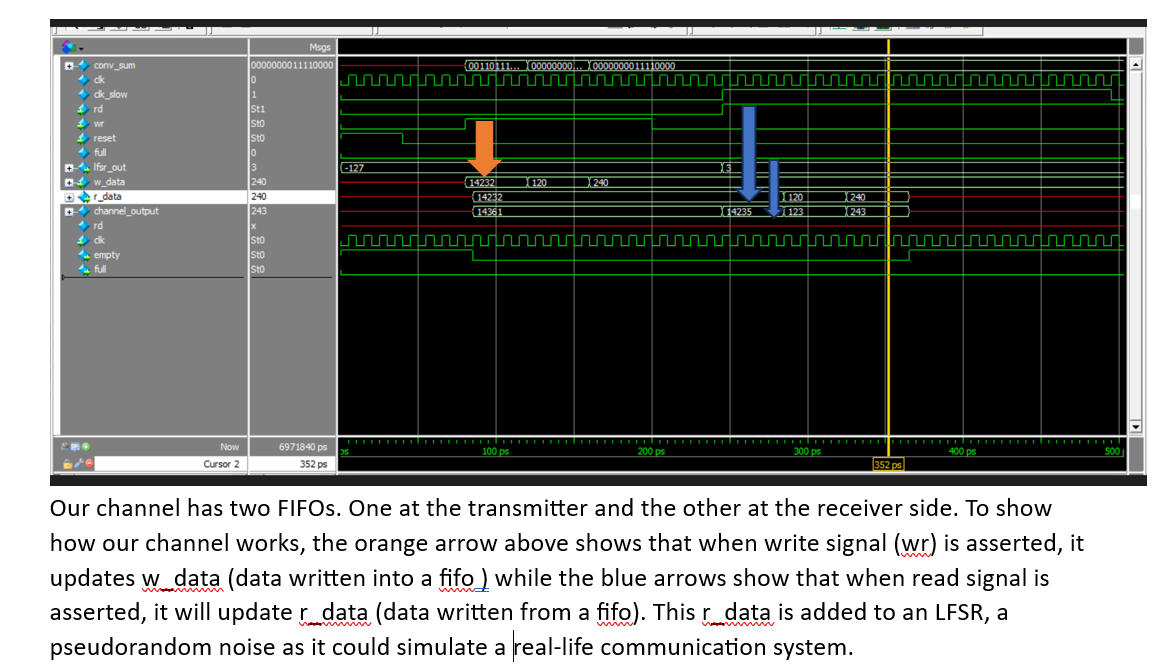 Msgs
conv_sum 0000000011110000 00110111... 00000000... 0000000011110000
clk 0
clk_slow 1
rd St1
wr St0
reset St0
full 0
lfsr_out 3 -127 3
w_data 240 14232 120 240
r_data 240 14232 120 240
channel_output 243 14361 14235 123 243
rd x
clk St0
empty St0
full St0
Now 6971840 ps ps 100 ps 200 ps 300 ps 400 ps 500
Cursor 2 352 ps 352 ps
Our channel has two FIFOs. One at the transmitter and the other at the receiver side. To show
how our channel works, the orange arrow above shows that when write signal (wr) is asserted, it
updates w_data (data written into a fifo ) while the blue arrows show that when read signal is
asserted, it will update r_data (data written from a fifo). This r_data is added to an LFSR, a
pseudorandom noise as it could simulate a real-life communication system.